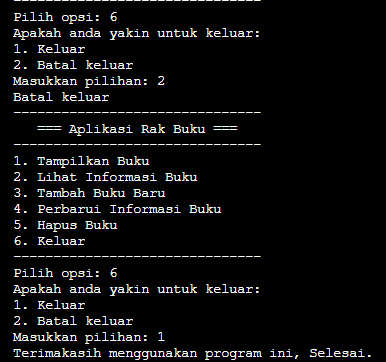 -------------------------------
Pilih opsi: 6
Apakah anda yakin untuk keluar:
1. Keluar
2. Batal keluar
Masukkan pilihan: 2
Batal keluar
-------------------------------
=== Aplikasi Rak Buku ===
-------------------------------
1. Tampilkan Buku
2. Lihat Informasi Buku
3. Tambah Buku Baru
4. Perbarui Informasi Buku
5. Hapus Buku
6. Keluar
-------------------------------
Pilih opsi: 6
Apakah anda yakin untuk keluar:
1. Keluar
2. Batal keluar
Masukkan pilihan: 1
Terimakasih menggunakan program ini, Selesai.